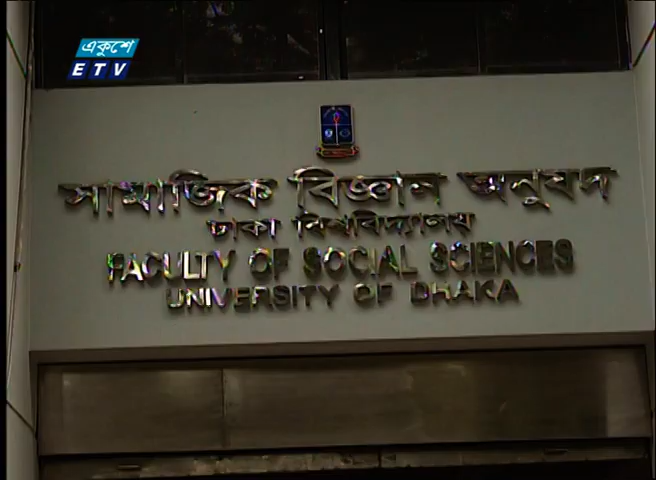 একুশে
ETV
সামাজিক বিজ্ঞান অনুষদ
ঢাকা বিশ্ববিদ্যালয়
FACULTY OF SOCIAL SCIENCES
UNIVERSITY OF DHAKA